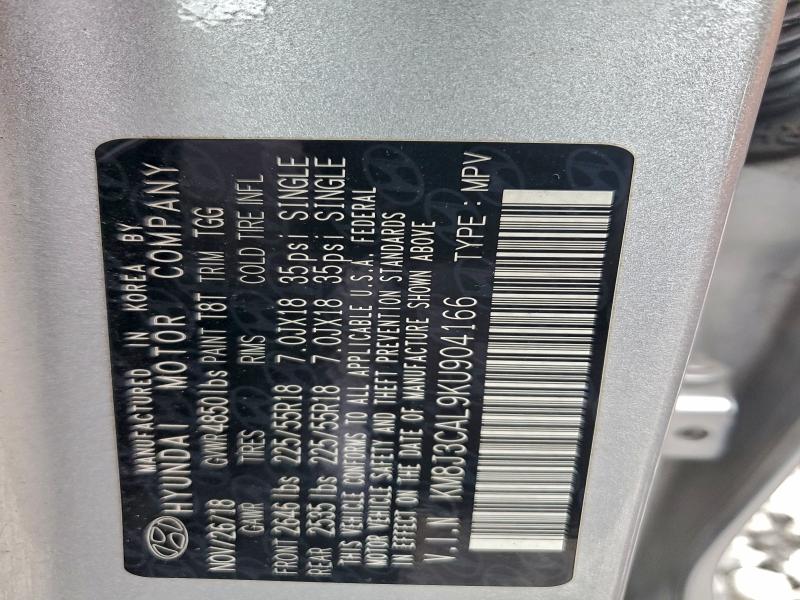 MANUFACTURED IN KOREA BY
HYUNDAI MOTOR COMPANY
NOV/26/18 GVWR 4850 lbs PAINT T8T TRIM TGG
GAWR TIRES RIMS COLD TIRE INFL
FRONT 2646 lbs 225/55R18 7.0JX18 35psi SINGLE
REAR 2535 lbs 225/55R18 7.0JX18 35psi SINGLE
THIS VEHICLE CONFORMS TO ALL APPLICABLE U.S.A. FEDERAL
MOTOR VEHICLE SAFETY AND THEFT PREVENTION STANDARDS
IN EFFECT ON THE DATE OF MANUFACTURE SHOWN ABOVE
V.I.N KM8J3CAL9KU904166 TYPE : MPV